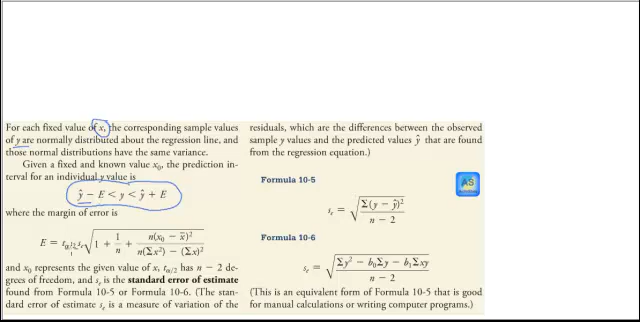 For each fixed value of x, the corresponding sample values
of y are normally distributed about the regression line, and
those normal distributions have the same variance.
Given a fixed and known value x₀, the prediction in-
terval for an individual y value is
ŷ − E < y < ŷ + E
where the margin of error is
E = t_{α/2} sₑ √(1 + 1/n + n(x₀ − x̄)²/(n(Σx²) − (Σx)²))
and x₀ represents the given value of x, t_{α/2} has n − 2 de-
grees of freedom, and sₑ is the standard error of estimate
found from Formula 10-5 or Formula 10-6. (The stan-
dard error of estimate sₑ is a measure of variation of the
residuals, which are the differences between the observed
sample y values and the predicted values ŷ that are found
from the regression equation.)
Formula 10-5
sₑ = √(Σ(y − ŷ)²/(n − 2))
Formula 10-6
sₑ = √((Σy² − b₀Σy − b₁Σxy)/(n − 2))
(This is an equivalent form of Formula 10-5 that is good
for manual calculations or writing computer programs.)
AS